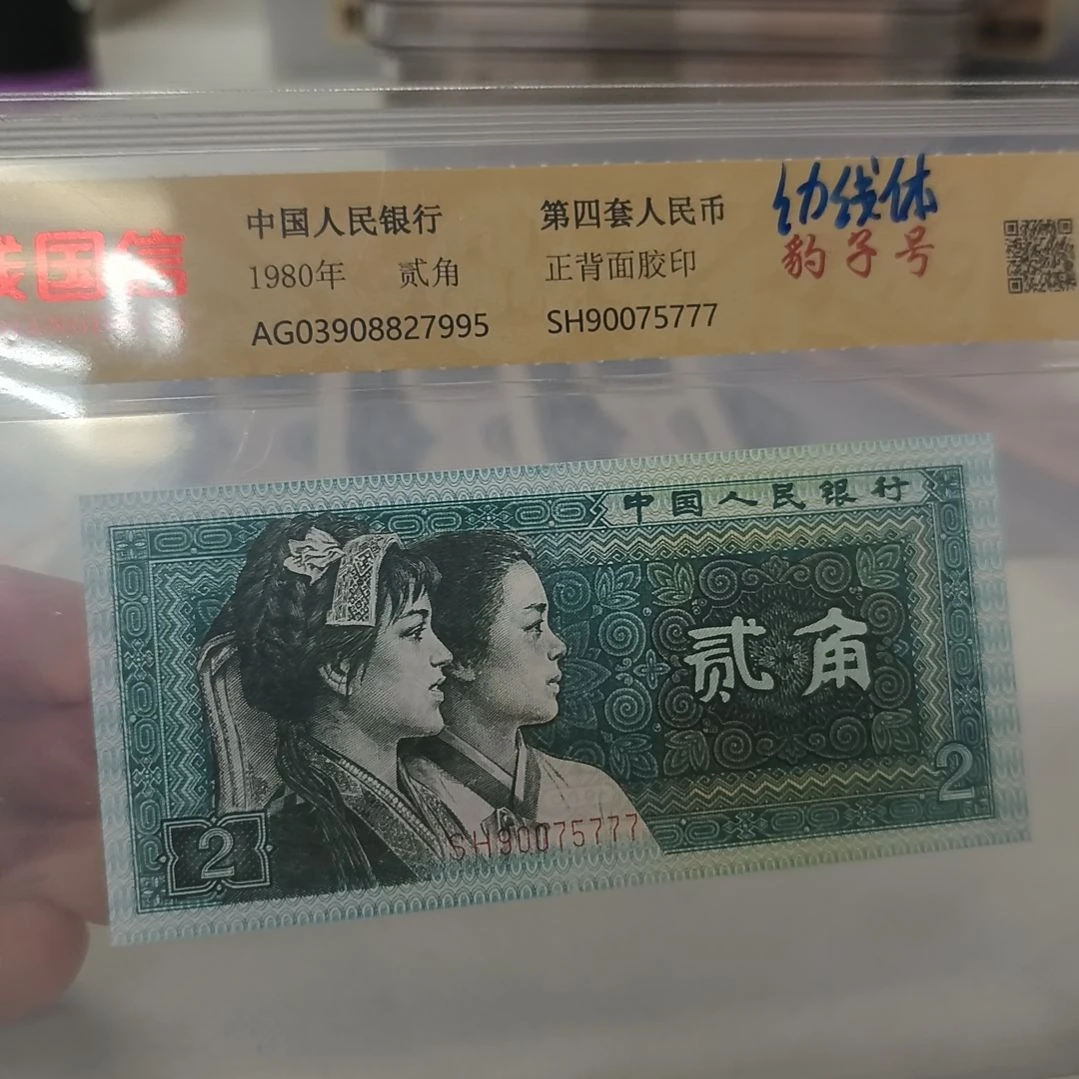 中国人民银行 第四套人民币 幼线体
国信 1980年 贰角 正背面胶印 豹子号
AG03908827995 SH90075777
中国人民银行
贰角
2
SH90075777
2